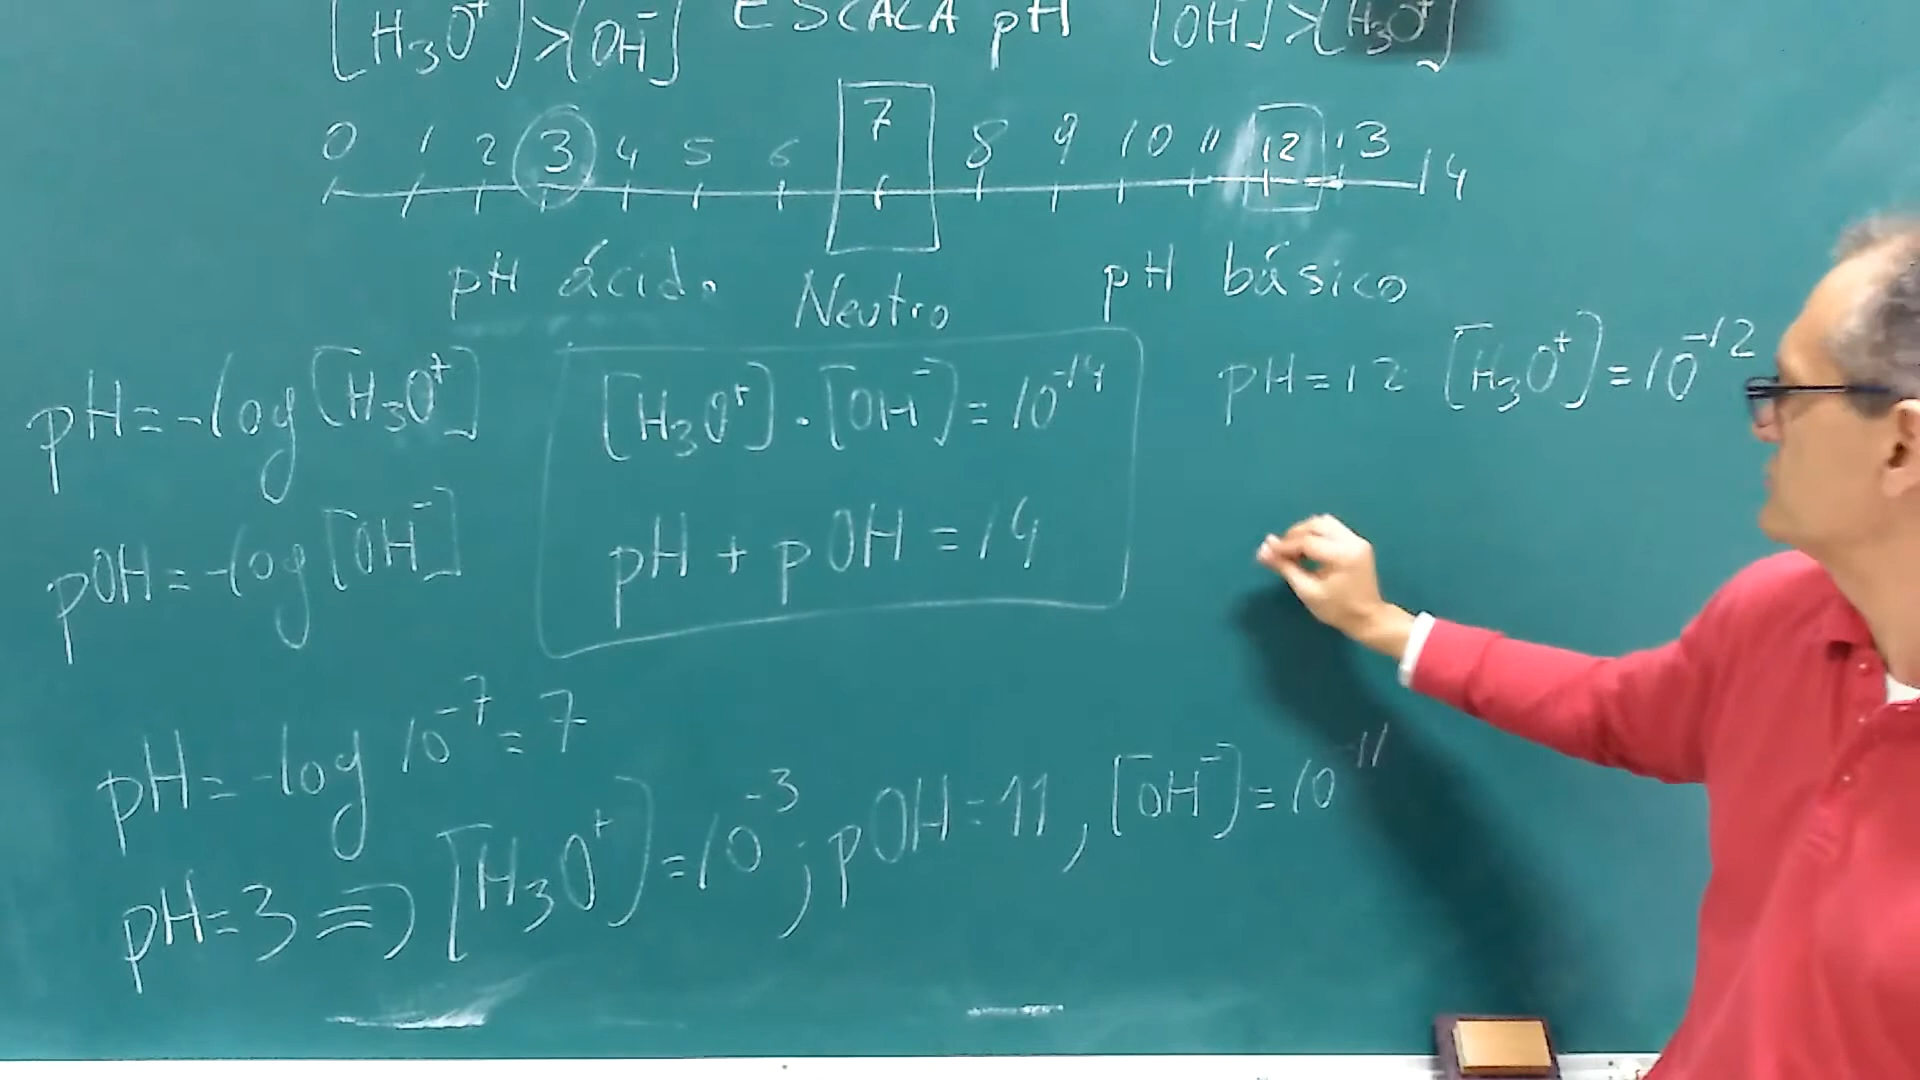 [H₃O⁺]>[OH⁻] ESCALA pH [OH⁻]>[H₃O⁺]
0 1 2 3 4 5 6 7 8 9 10 11 12 13 14
pH ácido Neutro pH básico
pH=-log[H₃O⁺]
pOH=-log[OH⁻]
[H₃O⁺]·[OH⁻]=10⁻¹⁴
pH + pOH = 14
pH=12 [H₃O⁺]=10⁻¹²
pH=-log 10⁻⁷=7
pH=3 ⇒ [H₃O⁺]=10⁻³; pOH=11, [OH⁻]=10⁻¹¹